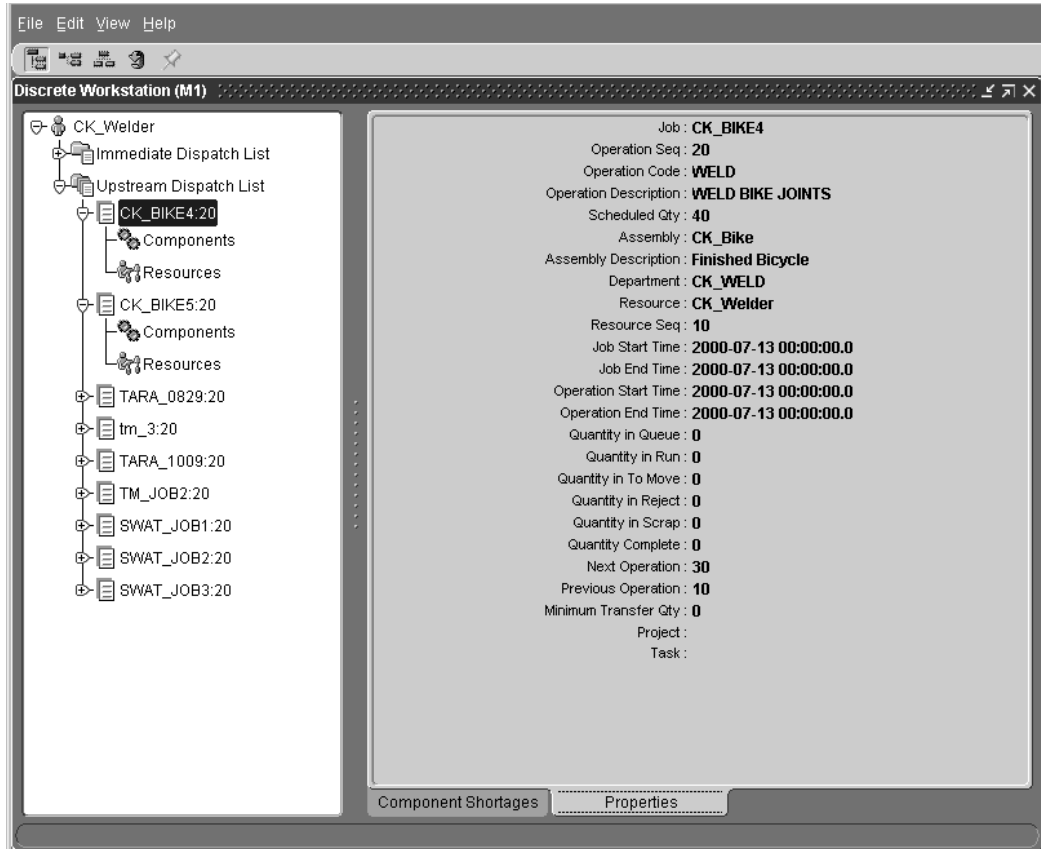 File Edit View Help
Discrete Workstation (M1)
CK_Welder
Immediate Dispatch List
Upstream Dispatch List
CK_BIKE4:20
Components
Resources
CK_BIKE5:20
Components
Resources
TARA_0829:20
tm_3:20
TARA_1009:20
TM_JOB2:20
SWAT_JOB1:20
SWAT_JOB2:20
SWAT_JOB3:20
Job : CK_BIKE4
Operation Seq : 20
Operation Code : WELD
Operation Description : WELD BIKE JOINTS
Scheduled Qty : 40
Assembly : CK_Bike
Assembly Description : Finished Bicycle
Department : CK_WELD
Resource : CK_Welder
Resource Seq : 10
Job Start Time : 2000-07-13 00:00:00.0
Job End Time : 2000-07-13 00:00:00.0
Operation Start Time : 2000-07-13 00:00:00.0
Operation End Time : 2000-07-13 00:00:00.0
Quantity in Queue : 0
Quantity in Run : 0
Quantity in To Move : 0
Quantity in Reject : 0
Quantity in Scrap : 0
Quantity Complete : 0
Next Operation : 30
Previous Operation : 10
Minimum Transfer Qty : 0
Project :
Task :
Component Shortages
Properties